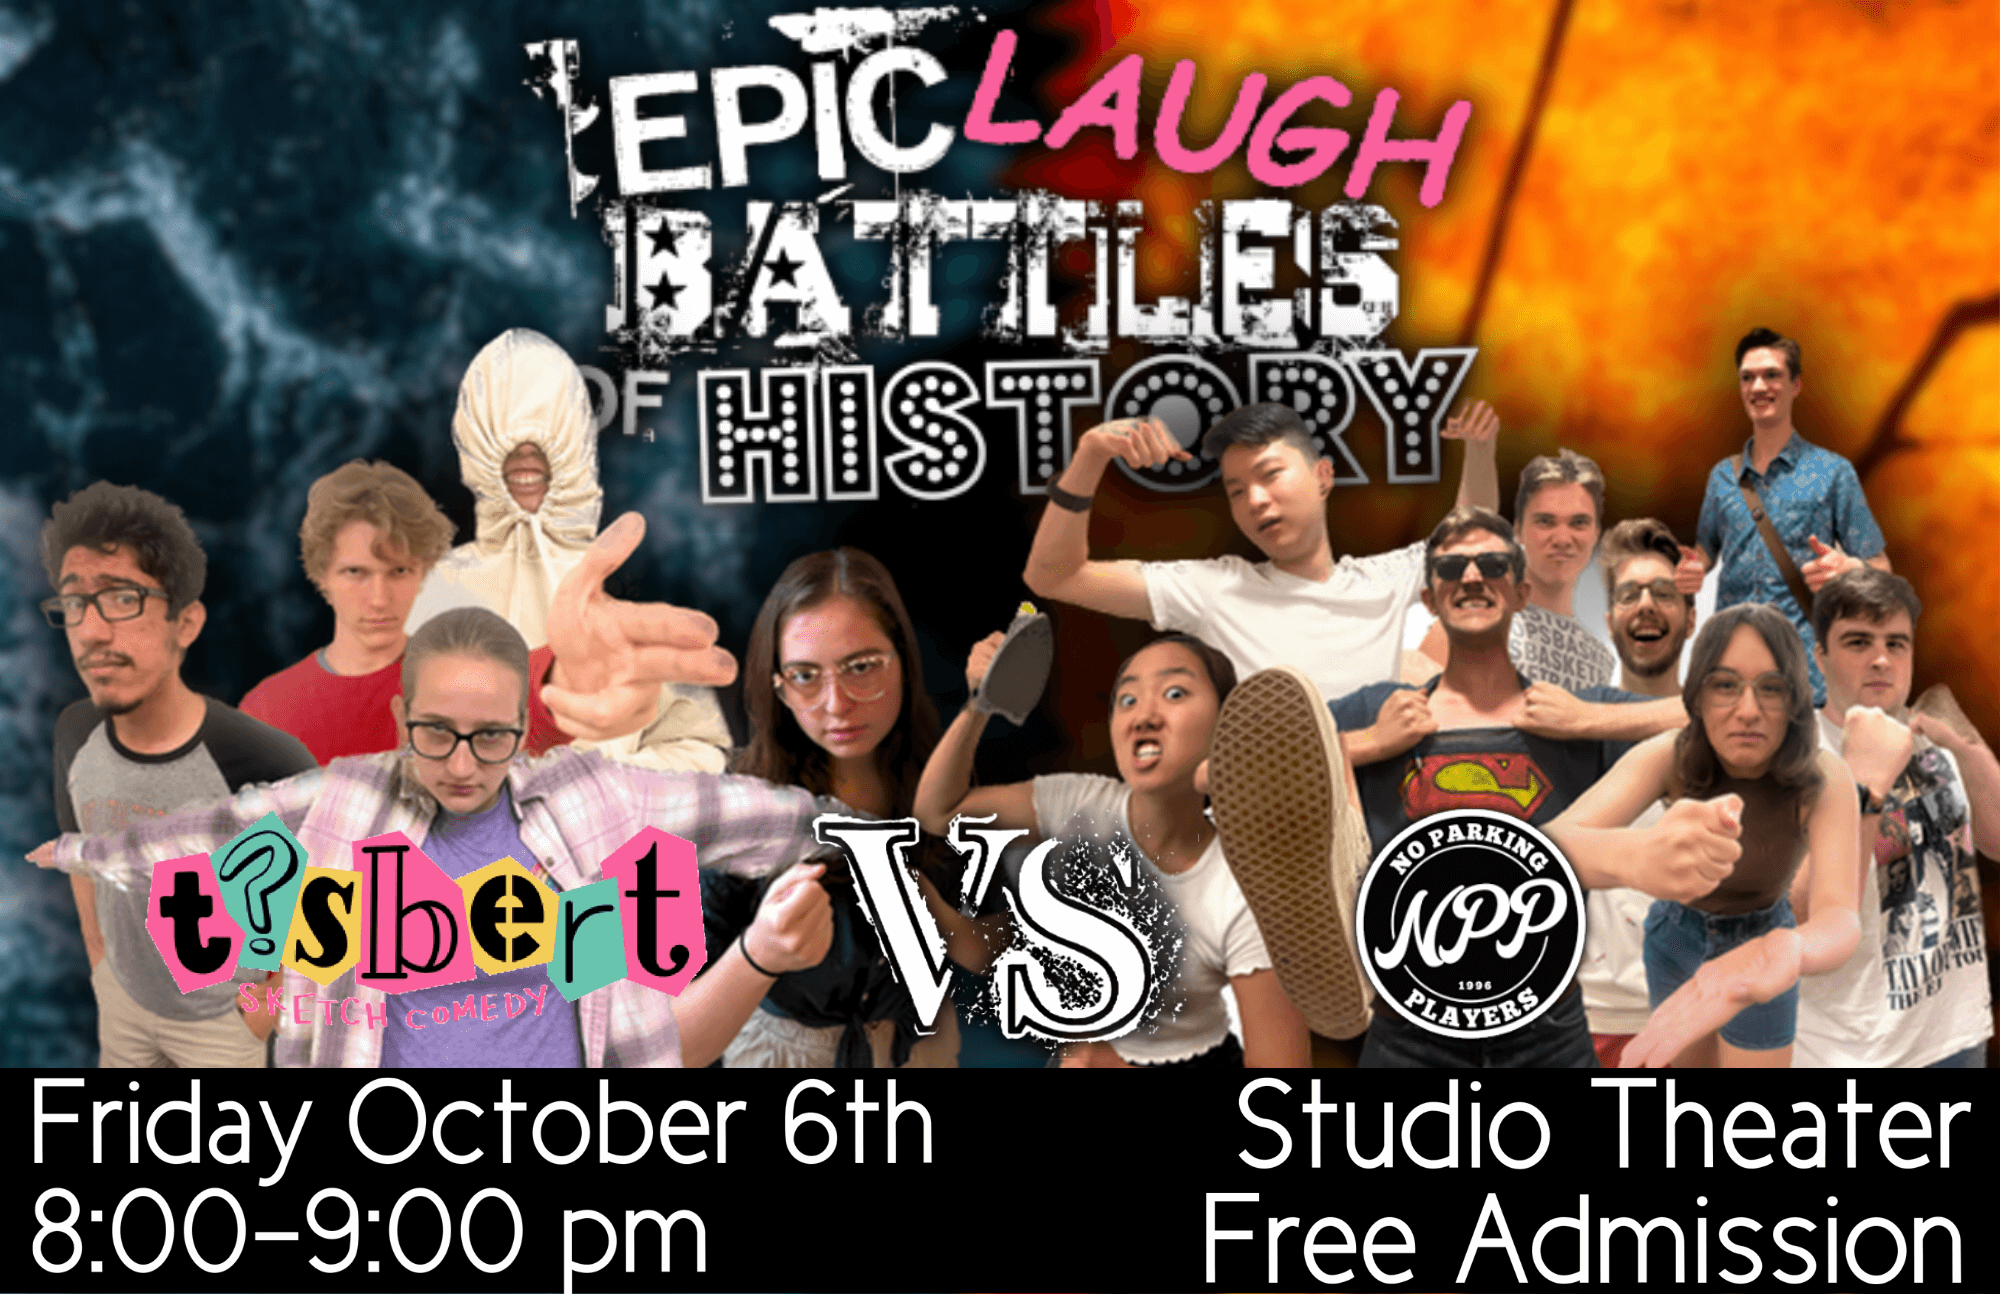 EPIC LAUGH
BATTLES
OF HISTORY
t?sbert
SKETCH COMEDY
VS
NO PARKING
NPP
1996
PLAYERS
Friday October 6th
8:00-9:00 pm
Studio Theater
Free Admission